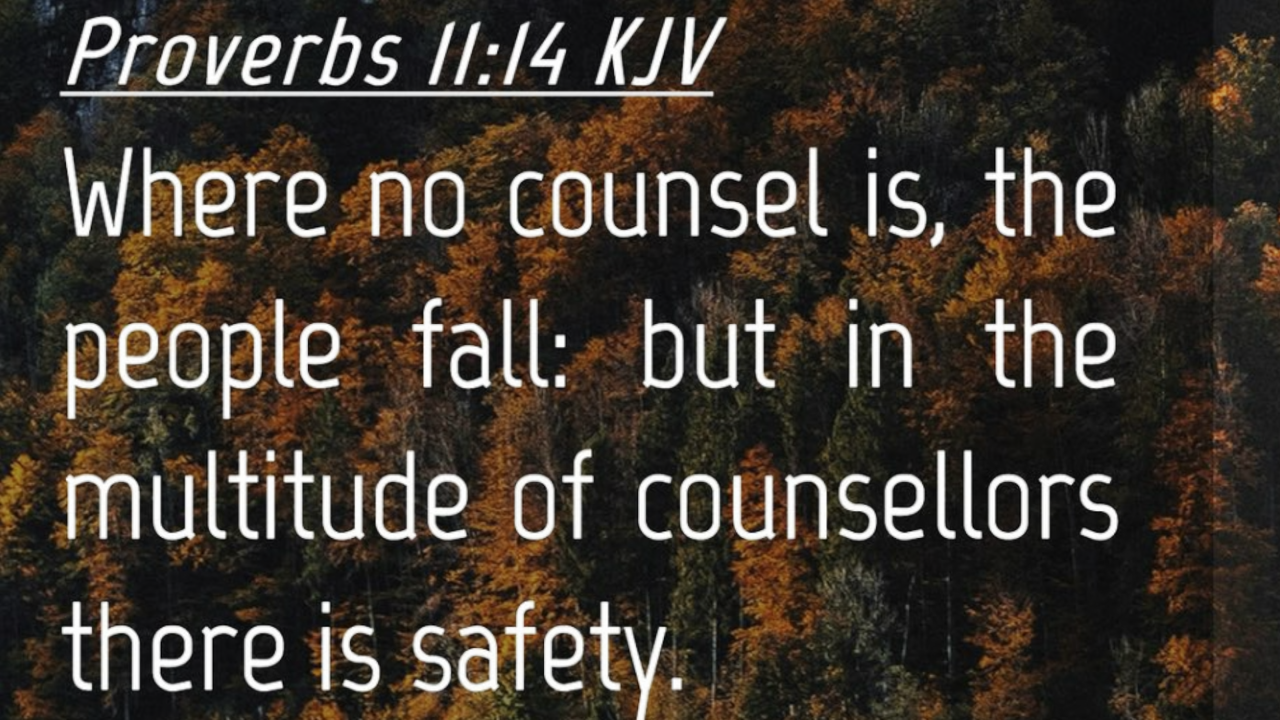 Proverbs 11:14 KJV
Where no counsel is, the
people fall: but in the
multitude of counsellors
there is safety.